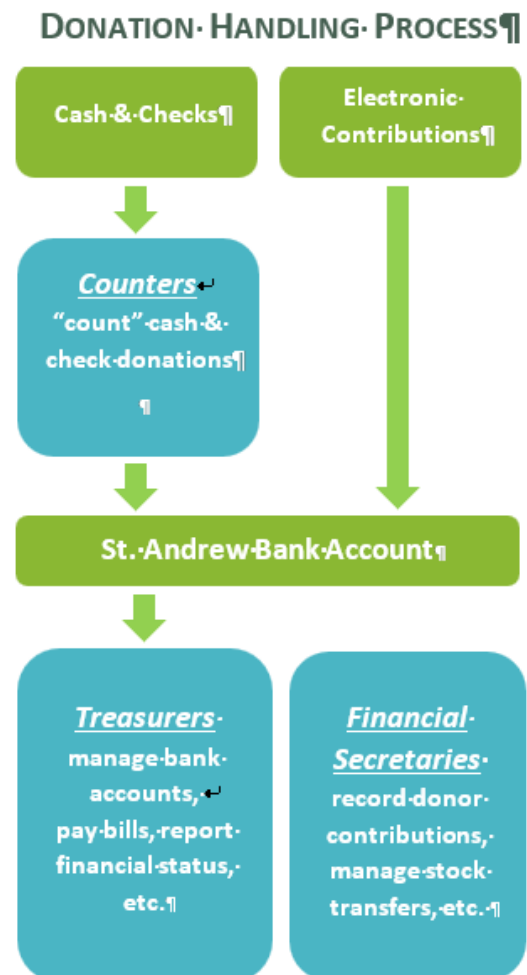 DONATION· HANDLING· PROCESS¶
Cash·&·Checks¶
Electronic·
Contributions¶
Counters↵
“count”·cash·&·
check·donations¶
¶
St.·Andrew·Bank·Account¶
Treasurers·
manage·bank·
accounts,·↵
pay·bills,·report·
financial·status,·
etc.¶
Financial·
Secretaries·
record·donor·
contributions,·
manage·stock·
transfers,·etc.·¶